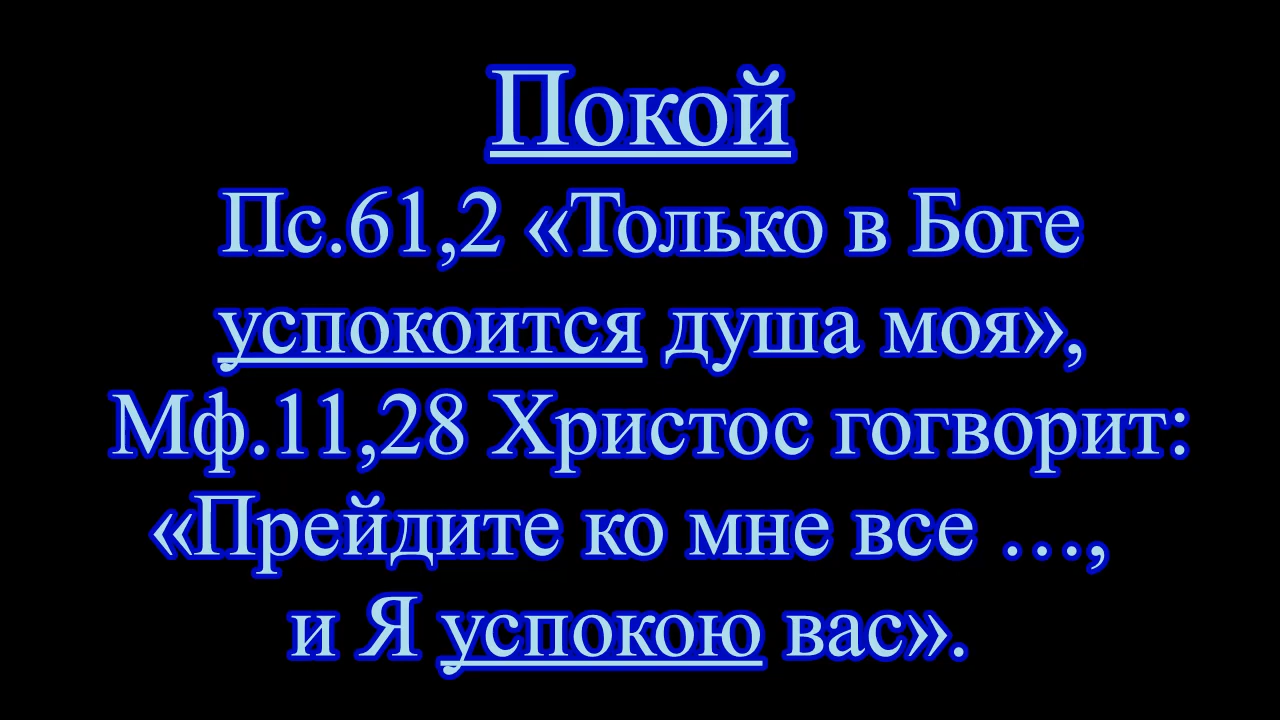 Покой
Пс.61,2 «Только в Боге
успокоится душа моя»,
Мф.11,28 Христос гогворит:
«Прейдите ко мне все …,
и Я успокою вас».